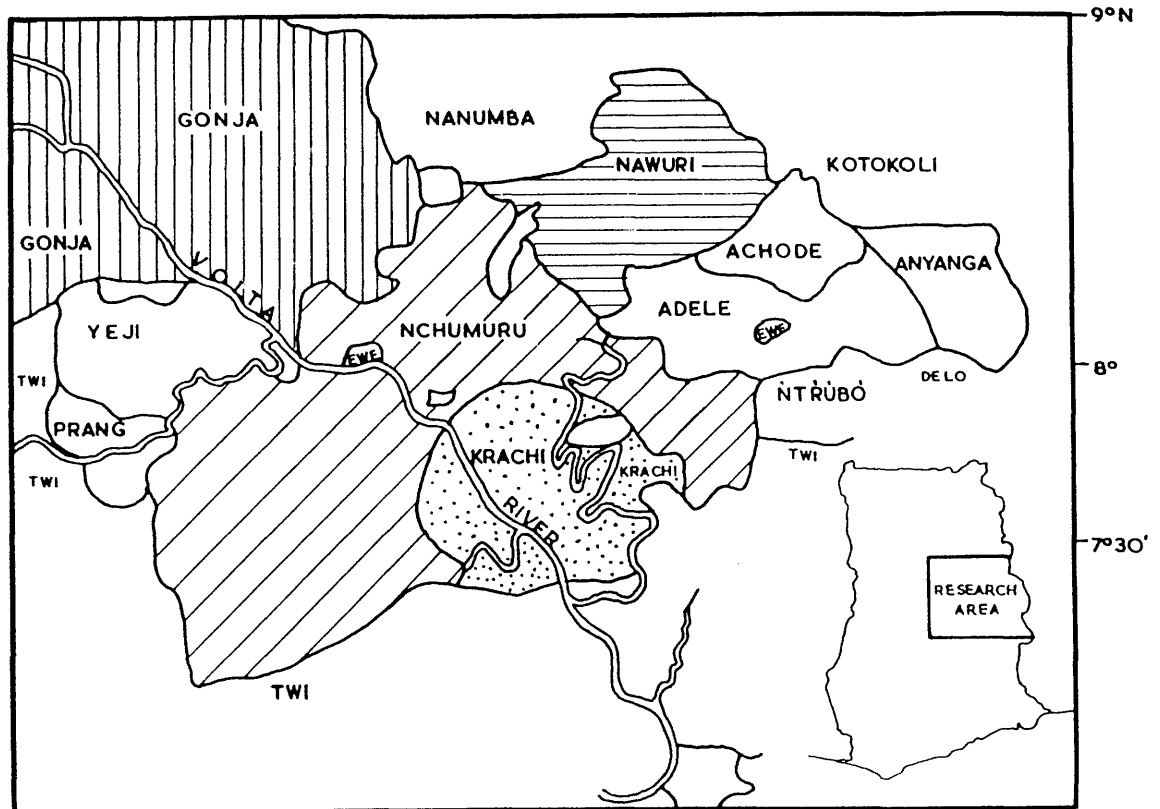 9°N
GONJA
NANUMBA
NAWURI
KOTOKOLI
GONJA
ACHODE
ANYANGA
VOLTA
ADELE
YEJI
NCHUMURU
EWE
EWE
8°
TWI
DELO
NTRUBO
PRANG
TWI
KRACHI
KRACHI
TWI
RIVER
7°30'
RESEARCH
AREA
TWI